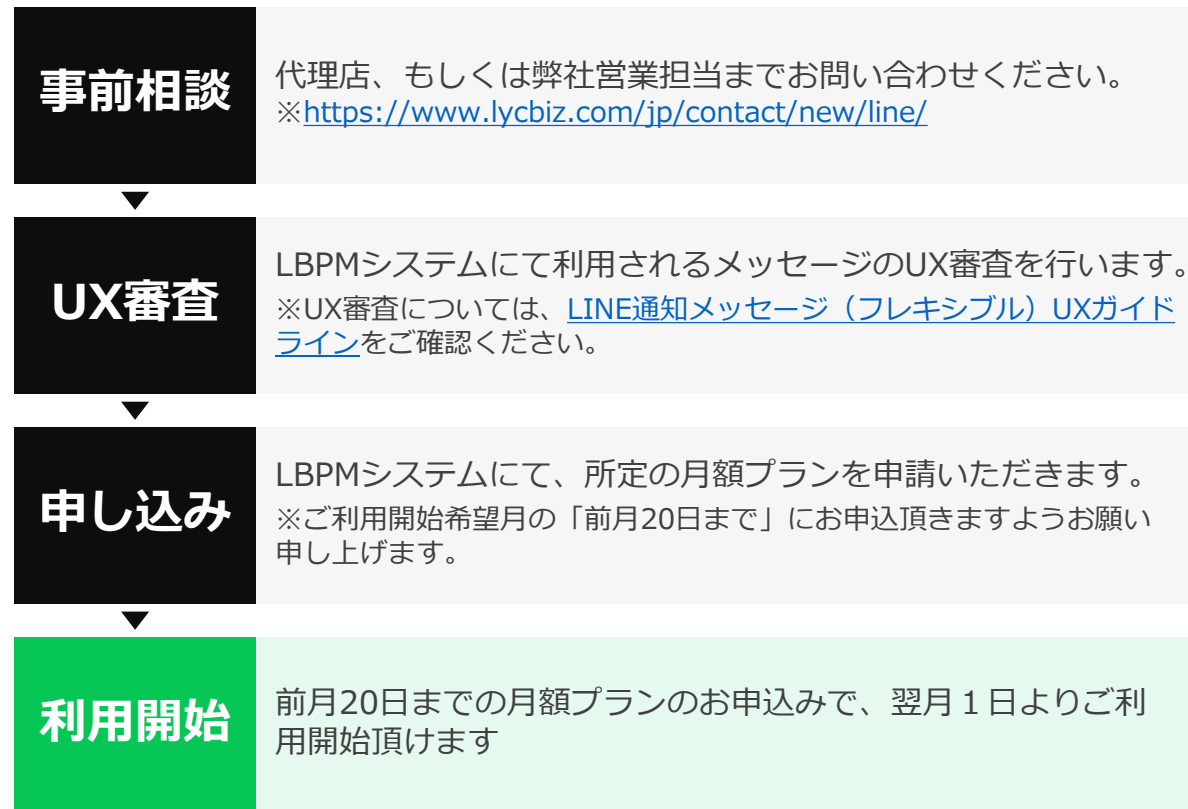 事前相談
代理店、もしくは弊社営業担当までお問い合わせください。
※https://www.lycbiz.com/jp/contact/new/line/
UX審査
LBPMシステムにて利用されるメッセージのUX審査を行います。
※UX審査については、LINE通知メッセージ（フレキシブル）UXガイド
ラインをご確認ください。
申し込み
LBPMシステムにて、所定の月額プランを申請いただきます。
※ご利用開始希望月の「前月20日まで」にお申込頂きますようお願い
申し上げます。
利用開始
前月20日までの月額プランのお申込みで、翌月１日よりご利
用開始頂けます